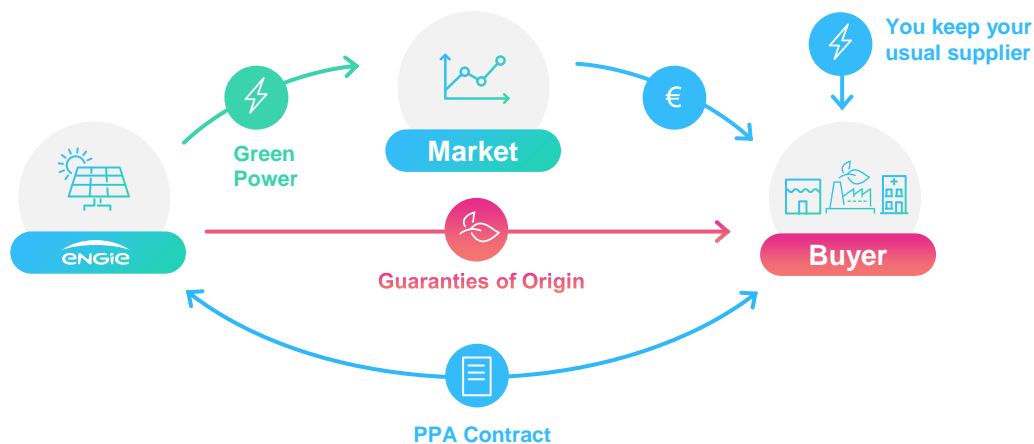 You keep your
usual supplier
€
Market
Green
Power
ENGIE
Guaranties of Origin
Buyer
PPA Contract